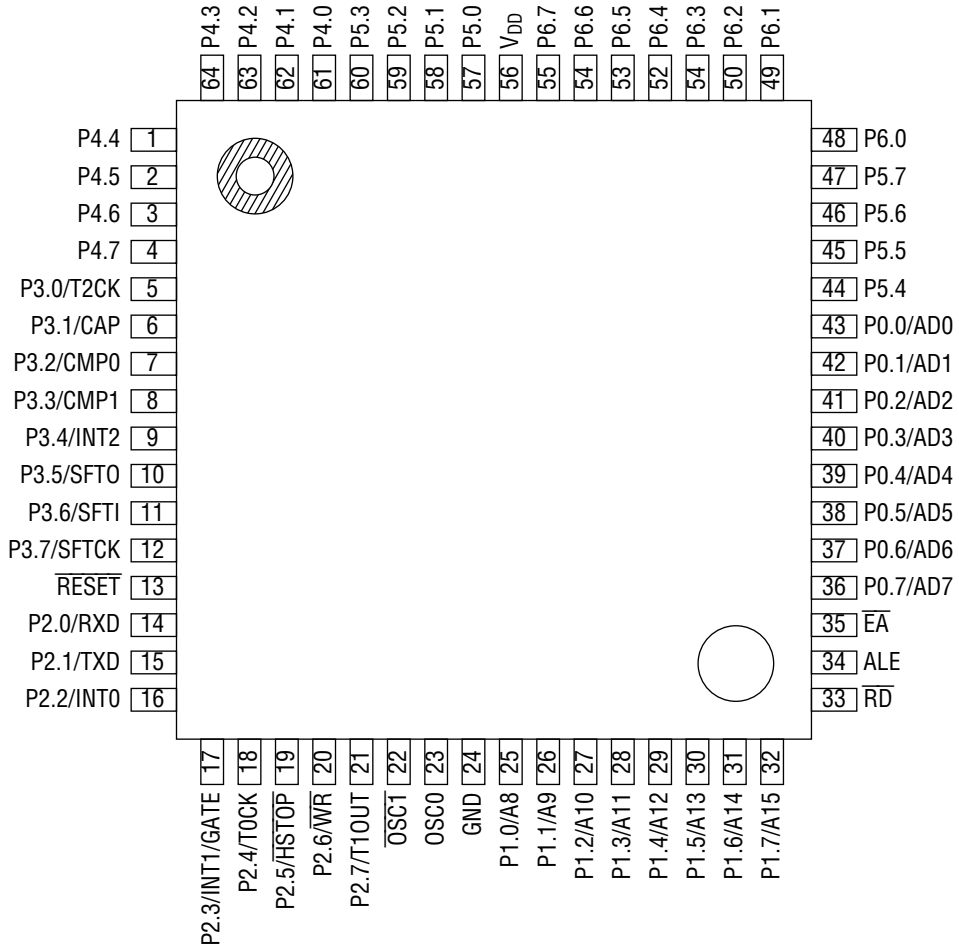 P4.3 P4.2 P4.1 P4.0 P5.3 P5.2 P5.1 P5.0 VDD P6.7 P6.6 P6.5 P6.4 P6.3 P6.2 P6.1
64 63 62 61 60 59 58 57 56 55 54 53 52 54 50 49
P4.4 1 48 P6.0
P4.5 2 47 P5.7
P4.6 3 46 P5.6
P4.7 4 45 P5.5
P3.0/T2CK 5 44 P5.4
P3.1/CAP 6 43 P0.0/AD0
P3.2/CMP0 7 42 P0.1/AD1
P3.3/CMP1 8 41 P0.2/AD2
P3.4/INT2 9 40 P0.3/AD3
P3.5/SFTO 10 39 P0.4/AD4
P3.6/SFTI 11 38 P0.5/AD5
P3.7/SFTCK 12 37 P0.6/AD6
RESET 13 36 P0.7/AD7
P2.0/RXD 14 35 EA
P2.1/TXD 15 34 ALE
P2.2/INT0 16 33 RD
17 18 19 20 21 22 23 24 25 26 27 28 29 30 31 32
P2.3/INT1/GATE P2.4/T0CK P2.5/HSTOP P2.6/WR P2.7/T1OUT OSC1 OSC0 GND P1.0/A8 P1.1/A9 P1.2/A10 P1.3/A11 P1.4/A12 P1.5/A13 P1.6/A14 P1.7/A15